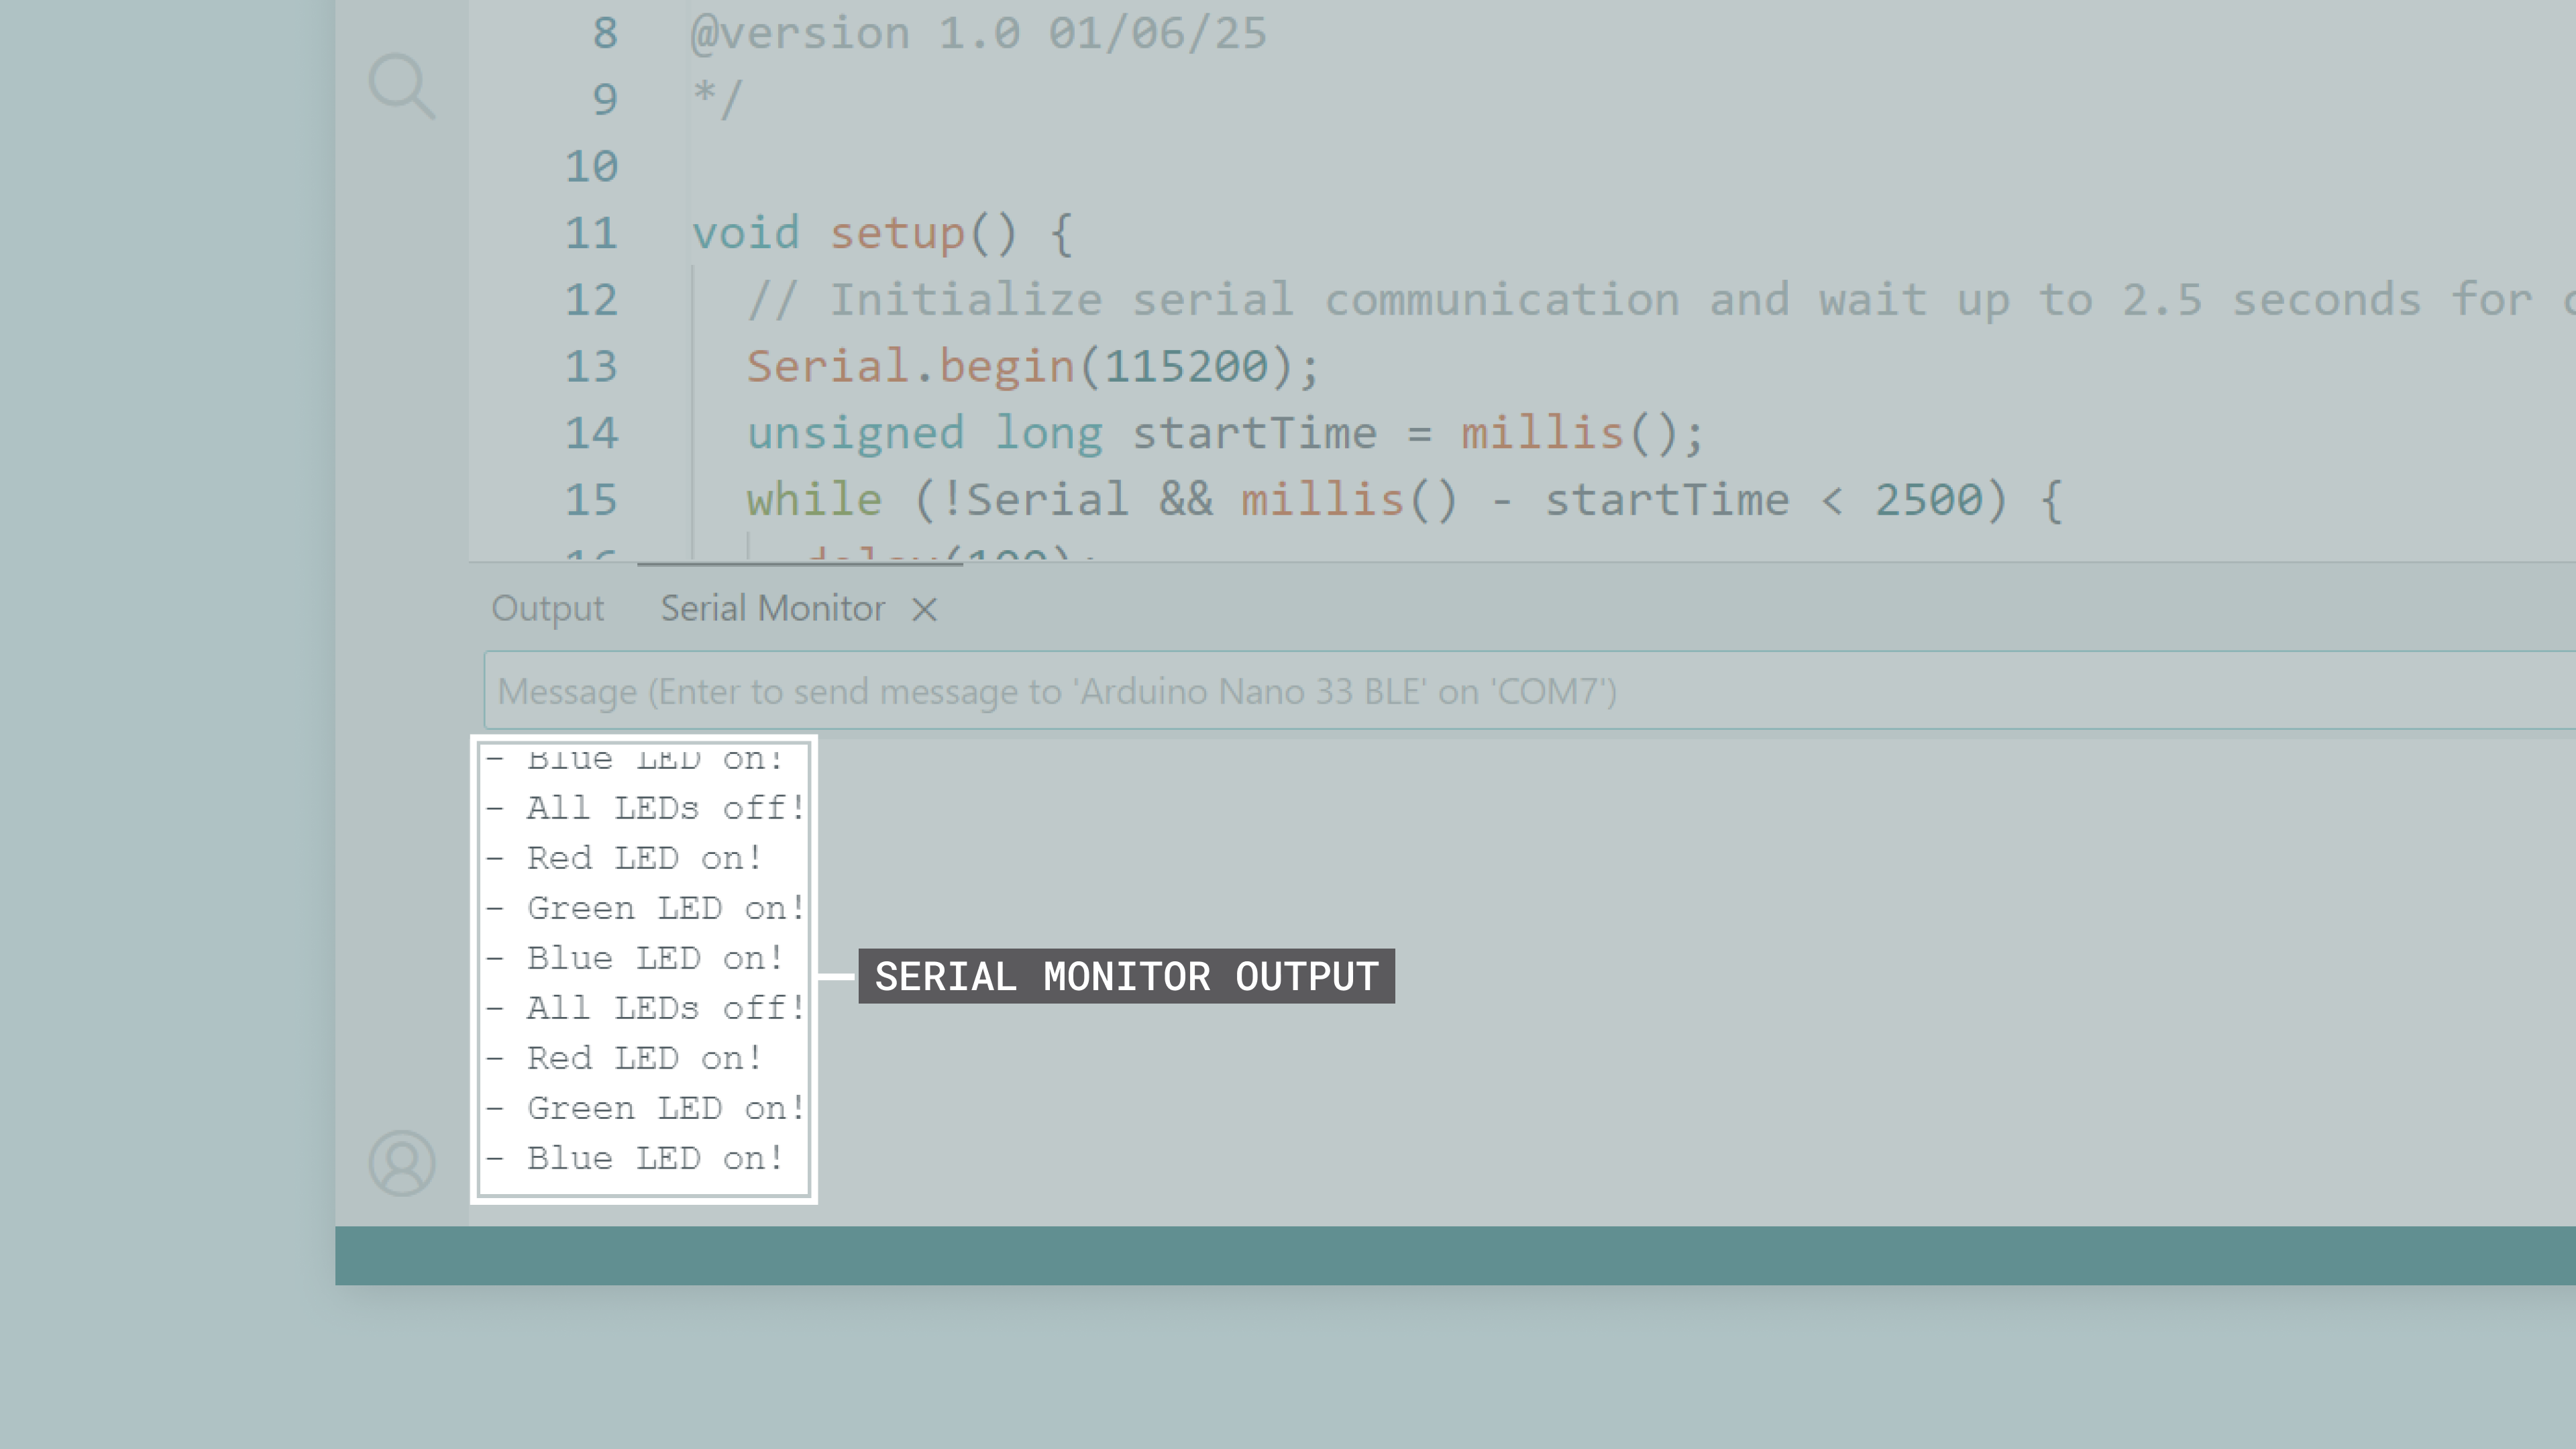 8 @version 1.0 01/06/25
9 */
10
11 void setup() {
12 // Initialize serial communication and wait up to 2.5 seconds for
13 Serial.begin(115200);
14 unsigned long startTime = millis();
15 while (!Serial && millis() - startTime < 2500) {
16 delay(100);
Output Serial Monitor
Message (Enter to send message to 'Arduino Nano 33 BLE' on 'COM7')
- Blue LED on!
- All LEDs off!
- Red LED on!
- Green LED on!
- Blue LED on!
- All LEDs off!
- Red LED on!
- Green LED on!
- Blue LED on!
SERIAL MONITOR OUTPUT